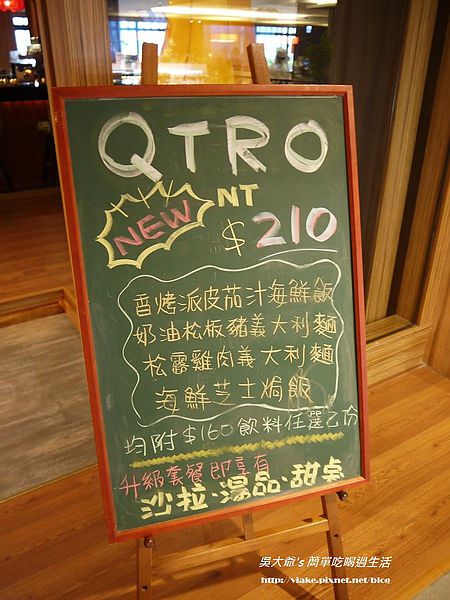 QTRO
NEW
NT
$210
香烤派皮茄汁海鮮飯
奶油松板豬義大利麵
松露雞肉義大利麵
海鮮芝士焗飯
均附$160飲料任選乙份
升級套餐即享有
沙拉、湯品、甜桌
吳大爺's 簡單吃喝過生活
http://viake.pixnet.net/blog